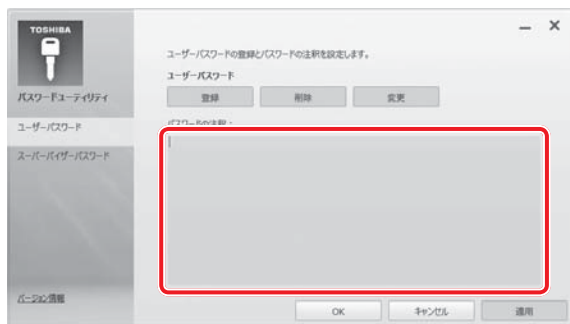 TOSHIBA
パスワードユーティリティ
ユーザーパスワード
スーパーバイザーパスワード
バージョン情報
ユーザーパスワードの登録とパスワードの注釈を設定します。
ユーザーパスワード
登録 削除 変更
パスワードの注釈：
OK キャンセル 適用